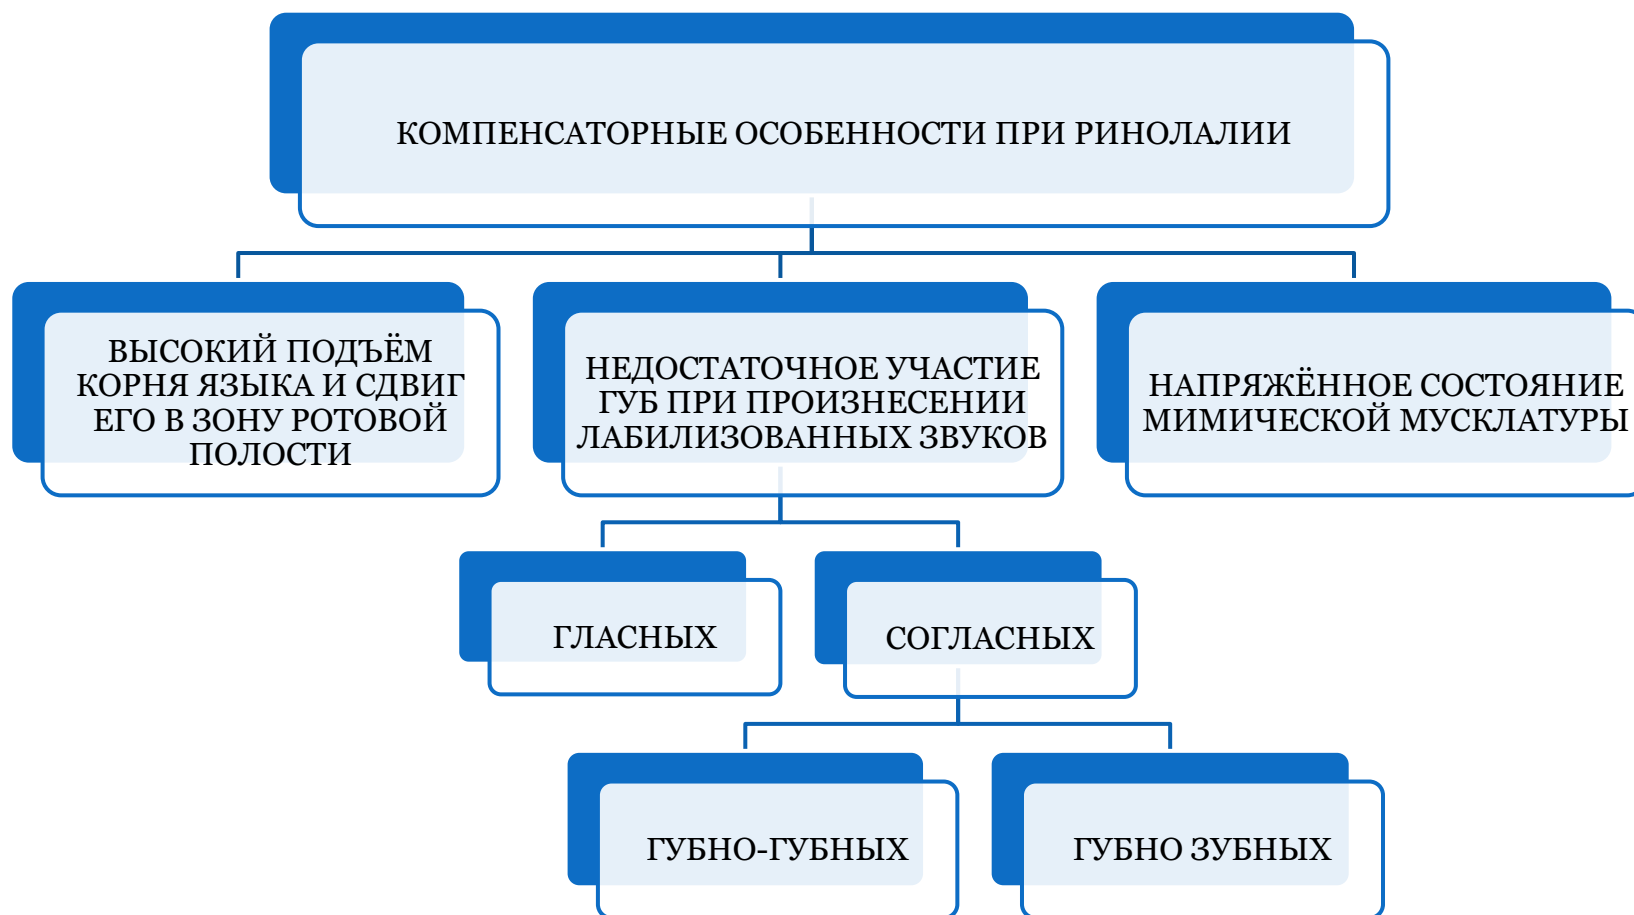 КОМПЕНСАТОРНЫЕ ОСОБЕННОСТИ ПРИ РИНОЛАЛИИ
ВЫСОКИЙ ПОДЪЁМ
КОРНЯ ЯЗЫКА И СДВИГ
ЕГО В ЗОНУ РОТОВОЙ
ПОЛОСТИ
НЕДОСТАТОЧНОЕ УЧАСТИЕ
ГУБ ПРИ ПРОИЗНЕСЕНИИ
ЛАБИЛИЗОВАННЫХ ЗВУКОВ
НАПРЯЖЁННОЕ СОСТОЯНИЕ
МИМИЧЕСКОЙ МУСКЛАТУРЫ
ГЛАСНЫХ
СОГЛАСНЫХ
ГУБНО-ГУБНЫХ
ГУБНО ЗУБНЫХ